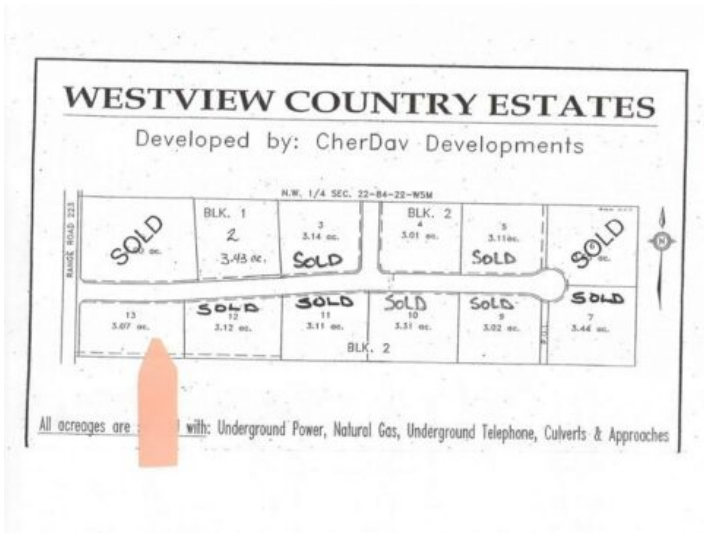 WESTVIEW COUNTRY ESTATES
Developed by: CherDav Developments
N.W. 1/4 SEC. 22-84-22-W5M
RANGE ROAD 223
SOLD
ac.
BLK. 1
2
3.43 ac.
3
3.14 ac.
SOLD
BLK. 2
4
3.01 ac.
5
3.11ac.
SOLD
SOLD
ac.
N
13
3.07 ac.
SOLD
12
3.12 ac.
SOLD
11
3.11 ac.
SOLD
10
3.31 ac.
SOLD
9
3.02 ac.
P.U.L.
SOLD
7
3.44 ac.
BLK. 2
All acreages are with: Underground Power, Natural Gas, Underground Telephone, Culverts & Approaches